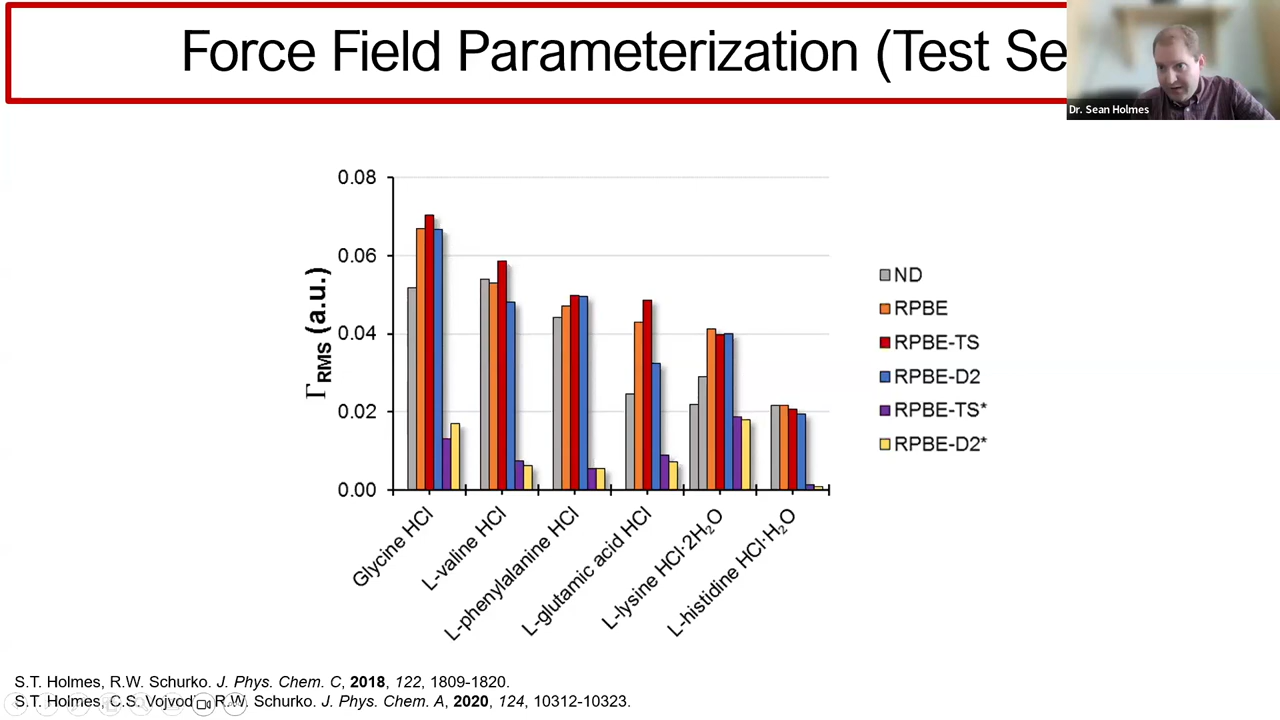 Force Field Parameterization (Test Se
Dr. Sean Holmes
0.08
0.06
0.04
0.02
0.00
ΓRMS (a.u.)
Glycine HCl
L-valine HCl
L-phenylalanine HCl
L-glutamic acid HCl
L-lysine HCl·2H₂O
L-histidine HCl·H₂O
ND
RPBE
RPBE-TS
RPBE-D2
RPBE-TS*
RPBE-D2*
S.T. Holmes, R.W. Schurko. J. Phys. Chem. C, 2018, 122, 1809-1820.
S.T. Holmes, C.S. Vojvod R.W. Schurko. J. Phys. Chem. A, 2020, 124, 10312-10323.